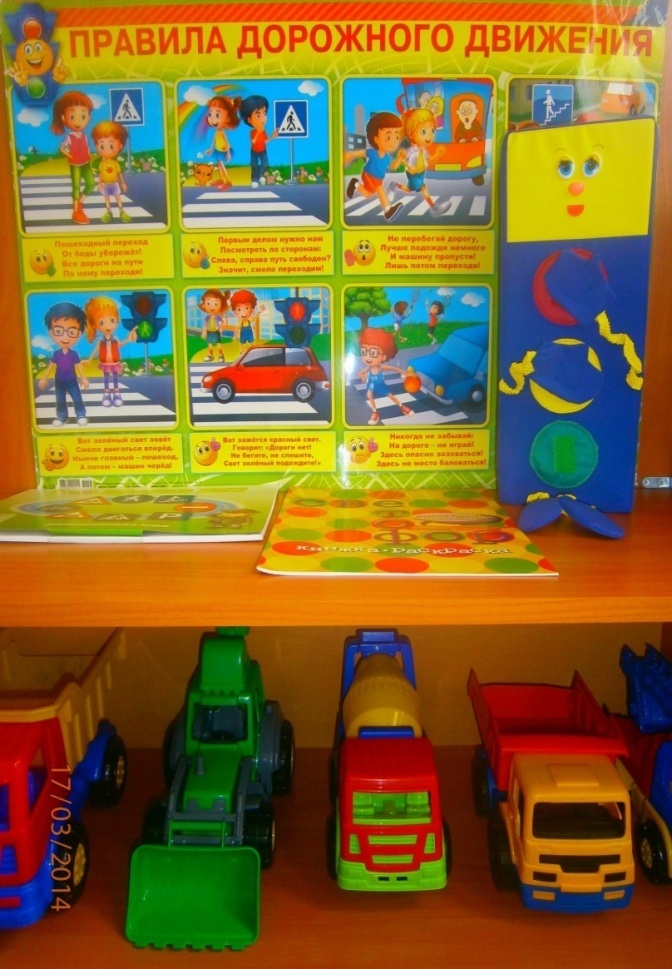 ПРАВИЛА ДОРОЖНОГО ДВИЖЕНИЯ
Пешеходный переход
От беды убережёт!
Все дороги на пути
По нему переходи!
Первым делом нужно нам
Посмотреть по сторонам:
Слева, справа путь свободен?
Значит, смело переходим!
Не перебегай дорогу,
Лучше подожди немного
И машину пропусти!
Лишь потом переходи!
Вот зелёный свет зовёт
Смело двигаться вперёд.
Нынче главный – пешеход,
А потом – машин черёд!
Вот зажёгся красный свет.
Говорит: «Дороги нет!
Не беги, не спешите,
Свет зелёный подождите!»
Никогда не забывай:
На дороге – не играй!
Здесь опасно зазеваться!
Здесь не место баловаться!
книжка-раскраска
17/03/2014